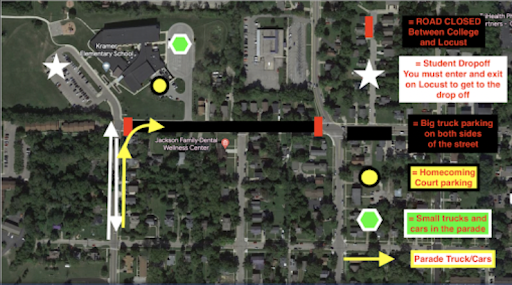 Kramer
Elementary School
Jackson Family Dental
Wellness Center
= ROAD CLOSED
Between College
and Locust
= Student Dropoff
You must enter and exit
on Locust to get to the
drop off
= Big truck parking
on both sides
of the street
= Homecoming
Court parking
= Small trucks and
cars in the parade
Parade Truck/Cars